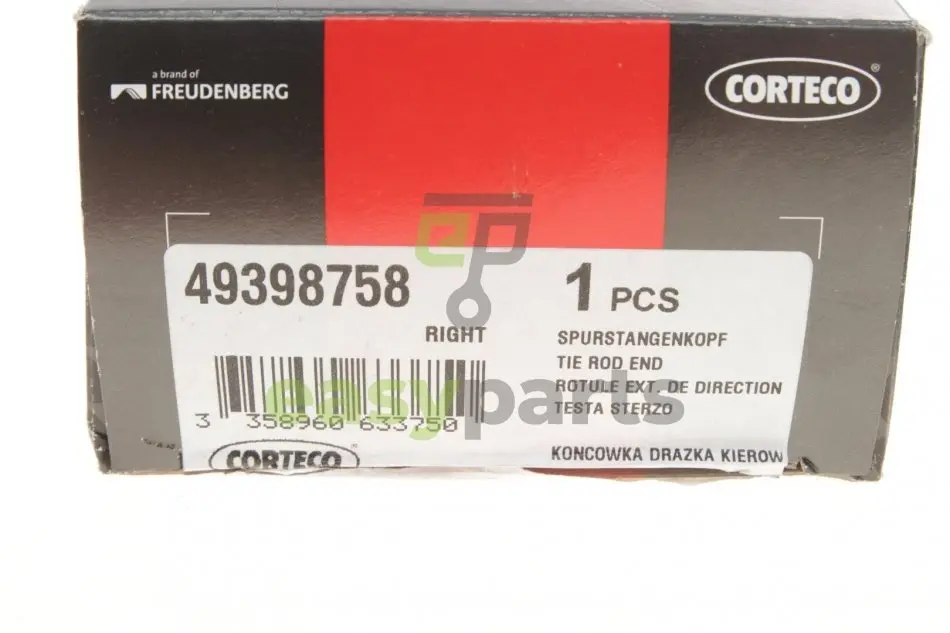 a brand of
FREUDENBERG
CORTECO®
ep
49398758
1 PCS
RIGHT
SPURSTANGENKOPF
TIE ROD END
ROTULE EXT. DE DIRECTION
TESTA STERZO
easyparts
3 358960 633750
KONCOWKA DRAZKA KIEROW
CORTECO®